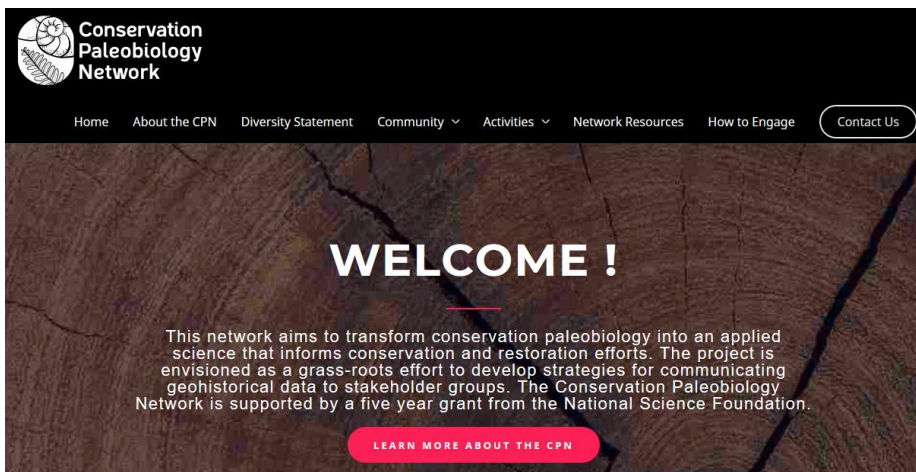 Conservation
Paleobiology
Network
Home About the CPN Diversity Statement Community Activities Network Resources How to Engage Contact Us
WELCOME !
This network aims to transform conservation paleobiology into an applied
science that informs conservation and restoration efforts. The project is
envisioned as a grass-roots effort to develop strategies for communicating
geohistorical data to stakeholder groups. The Conservation Paleobiology
Network is supported by a five year grant from the National Science Foundation.
LEARN MORE ABOUT THE CPN